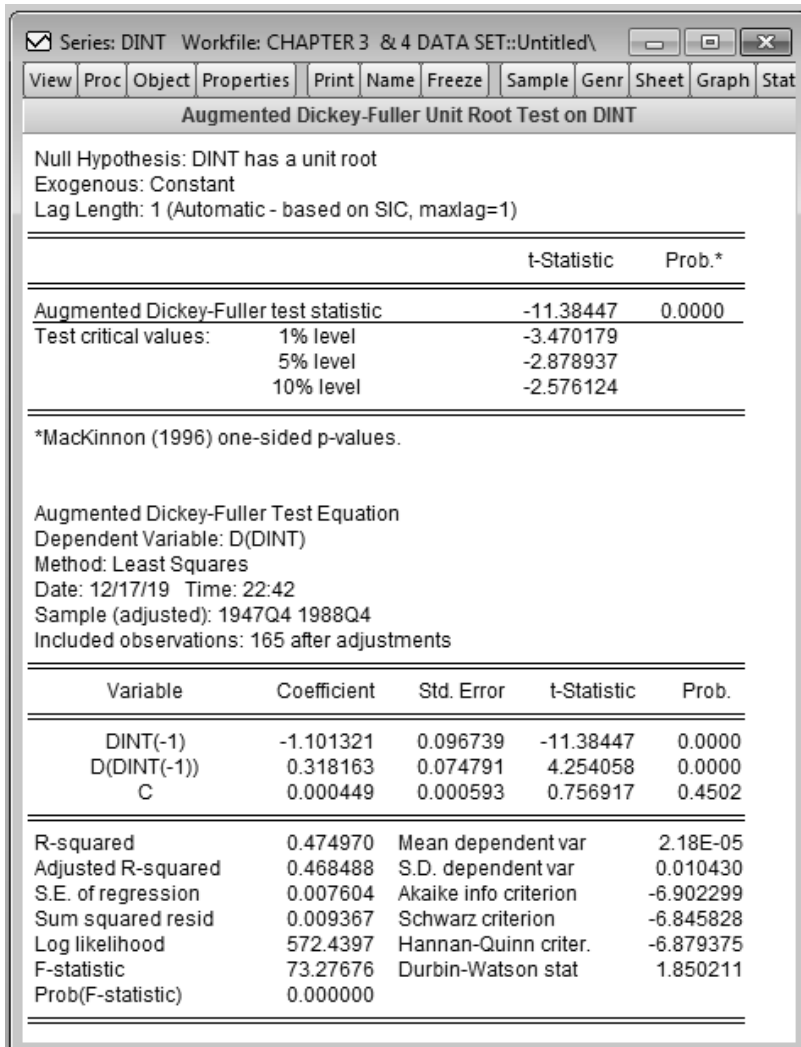 Series: DINT Workfile: CHAPTER 3 & 4 DATA SET::Untitled\
View Proc Object Properties Print Name Freeze Sample Genr Sheet Graph Stat
Augmented Dickey-Fuller Unit Root Test on DINT
Null Hypothesis: DINT has a unit root
Exogenous: Constant
Lag Length: 1 (Automatic - based on SIC, maxlag=1)
t-Statistic Prob.*
Augmented Dickey-Fuller test statistic -11.38447 0.0000
Test critical values: 1% level -3.470179
5% level -2.878937
10% level -2.576124
*MacKinnon (1996) one-sided p-values.
Augmented Dickey-Fuller Test Equation
Dependent Variable: D(DINT)
Method: Least Squares
Date: 12/17/19 Time: 22:42
Sample (adjusted): 1947Q4 1988Q4
Included observations: 165 after adjustments
Variable Coefficient Std. Error t-Statistic Prob.
DINT(-1) -1.101321 0.096739 -11.38447 0.0000
D(DINT(-1)) 0.318163 0.074791 4.254058 0.0000
C 0.000449 0.000593 0.756917 0.4502
R-squared 0.474970 Mean dependent var 2.18E-05
Adjusted R-squared 0.468488 S.D. dependent var 0.010430
S.E. of regression 0.007604 Akaike info criterion -6.902299
Sum squared resid 0.009367 Schwarz criterion -6.845828
Log likelihood 572.4397 Hannan-Quinn criter. -6.879375
F-statistic 73.27676 Durbin-Watson stat 1.850211
Prob(F-statistic) 0.000000